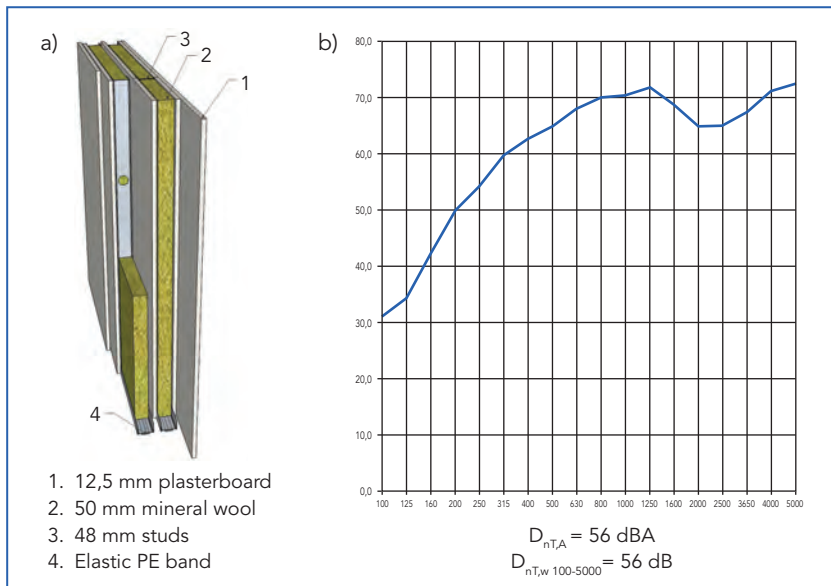 a)
3
2
1
4
1. 12,5 mm plasterboard
2. 50 mm mineral wool
3. 48 mm studs
4. Elastic PE band
b)
80,0
70,0
60,0
50,0
40,0
30,0
20,0
10,0
0,0
100 125 160 200 250 315 400 500 630 800 1000 1250 1600 2000 2500 3650 4000 5000
DnT,A = 56 dBA
DnT,w 100-5000 = 56 dB